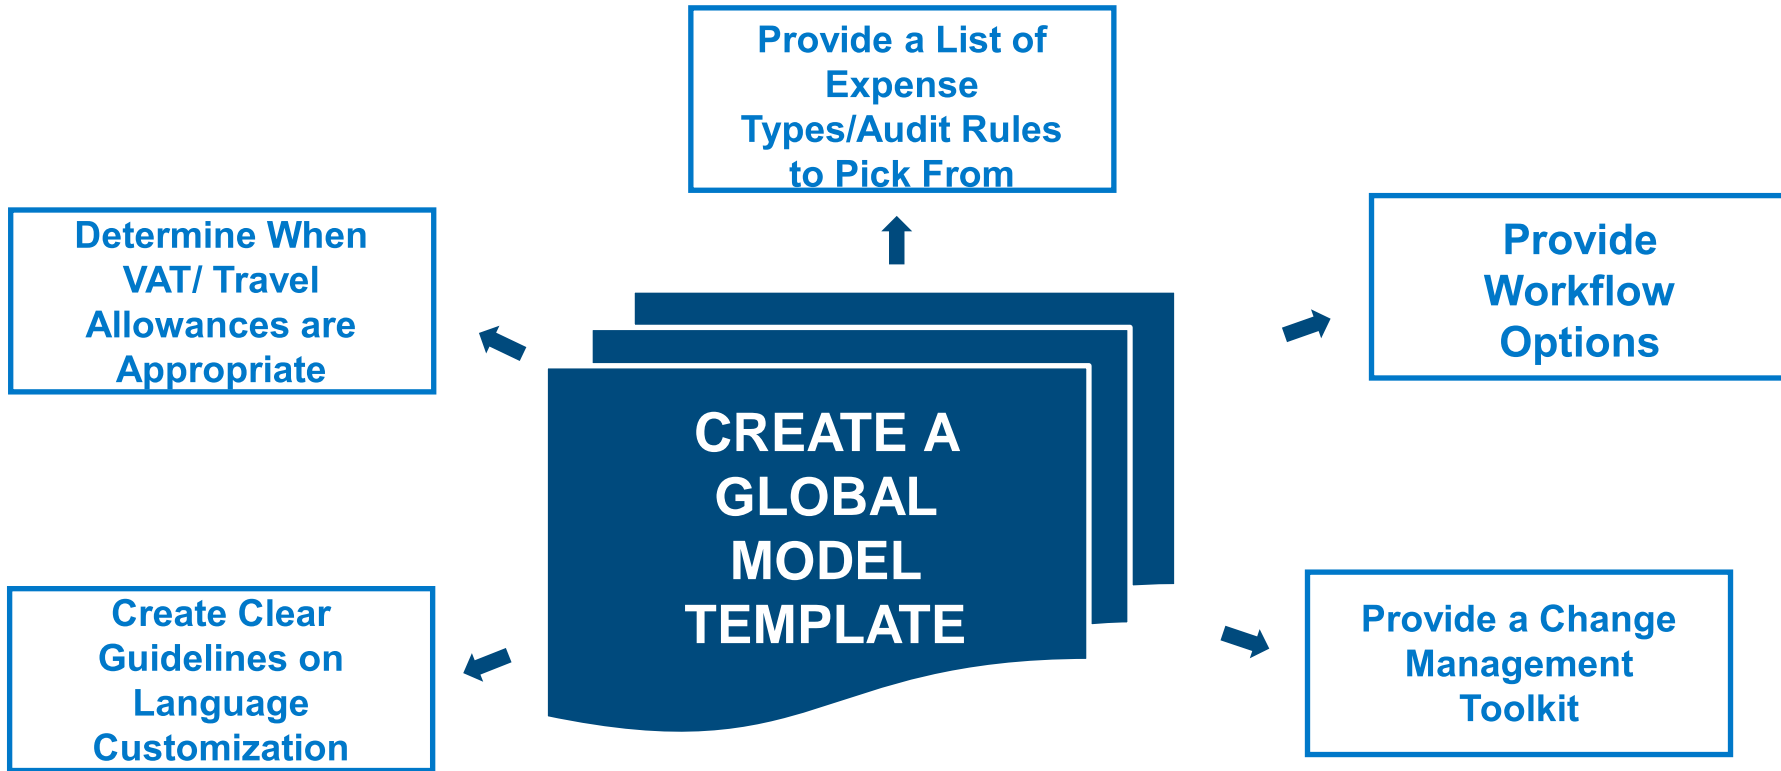 Provide a List of
Expense
Types/Audit Rules
to Pick From
Determine When
VAT/ Travel
Allowances are
Appropriate
Provide
Workflow
Options
CREATE A
GLOBAL
MODEL
TEMPLATE
Create Clear
Guidelines on
Language
Customization
Provide a Change
Management
Toolkit